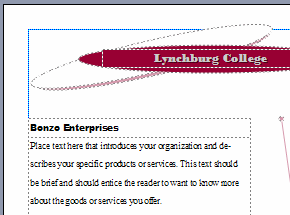 Lynchburg College
Bonzo Enterprises
Place text here that introduces your organization and de-
scribes your specific products or services. This text should
be brief and should entice the reader to want to know more
about the goods or services you offer.